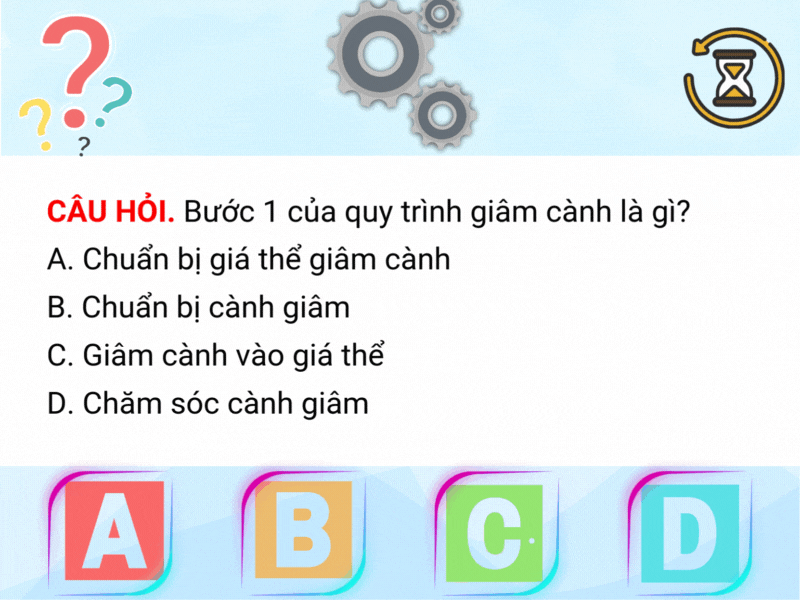 ?
?
?
?
CÂU HỎI. Bước 1 của quy trình giâm cành là gì?
A. Chuẩn bị giá thể giâm cành
B. Chuẩn bị cành giâm
C. Giâm cành vào giá thể
D. Chăm sóc cành giâm
A B C D